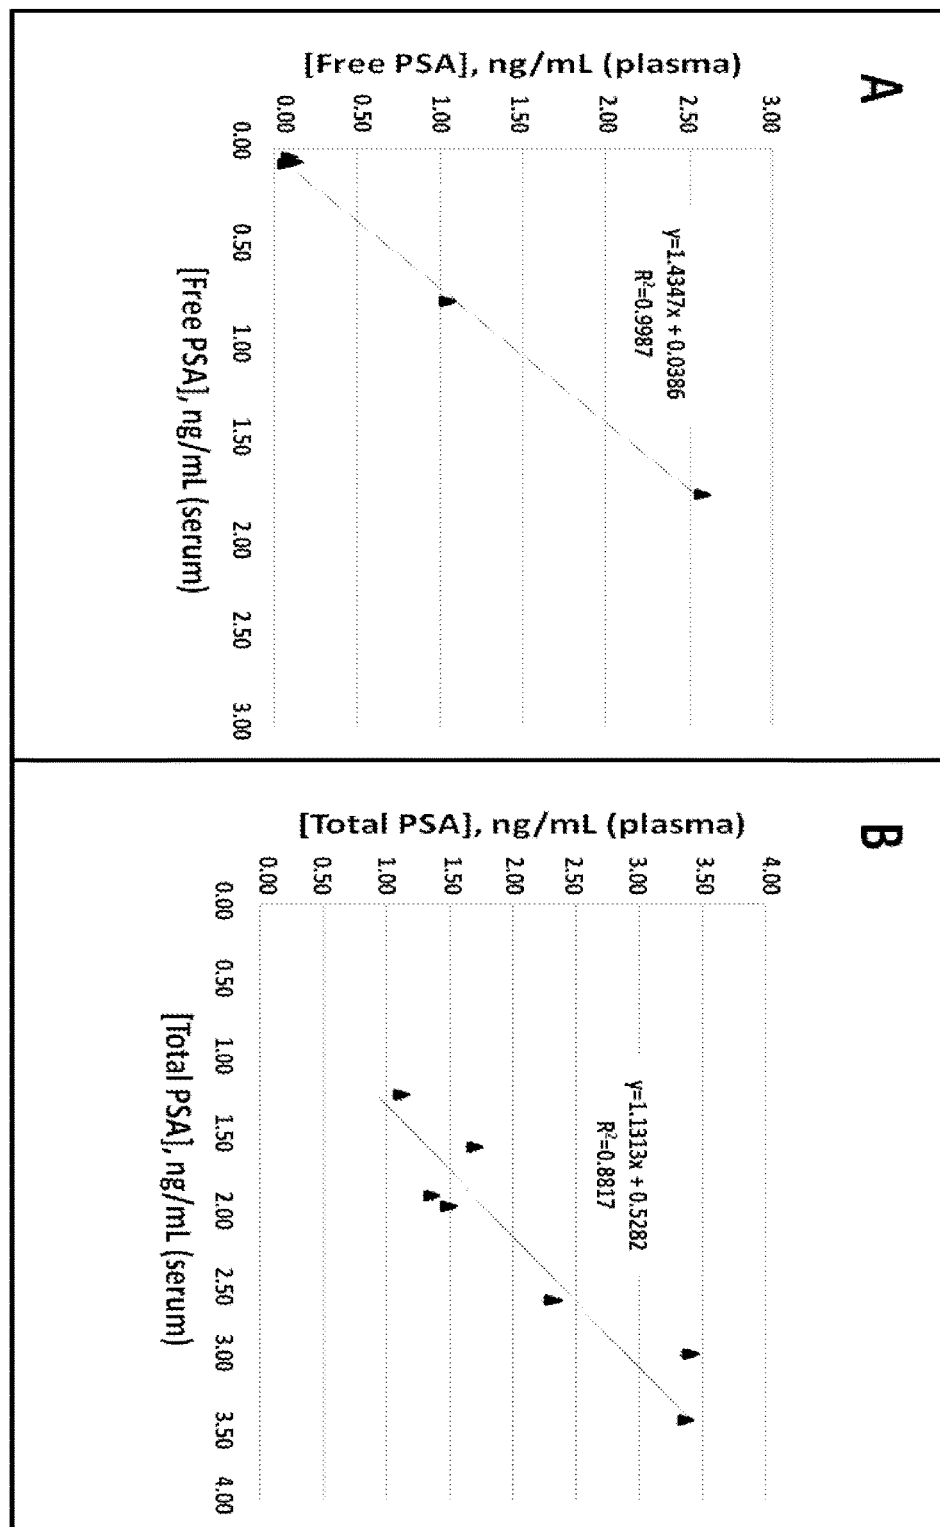 A
[Free PSA], ng/mL (plasma)
3.00
2.50
2.00
1.50
1.00
0.50
0.00
y=1.4347x + 0.0386
R²=0.9987
0.00 0.50 1.00 1.50 2.00 2.50 3.00
[Free PSA], ng/mL (serum)
B
[Total PSA], ng/mL (plasma)
4.00
3.50
3.00
2.50
2.00
1.50
1.00
0.50
0.00
y=1.1313x + 0.5282
R²=0.8817
0.00 0.50 1.00 1.50 2.00 2.50 3.00 3.50 4.00
[Total PSA], ng/mL (serum)